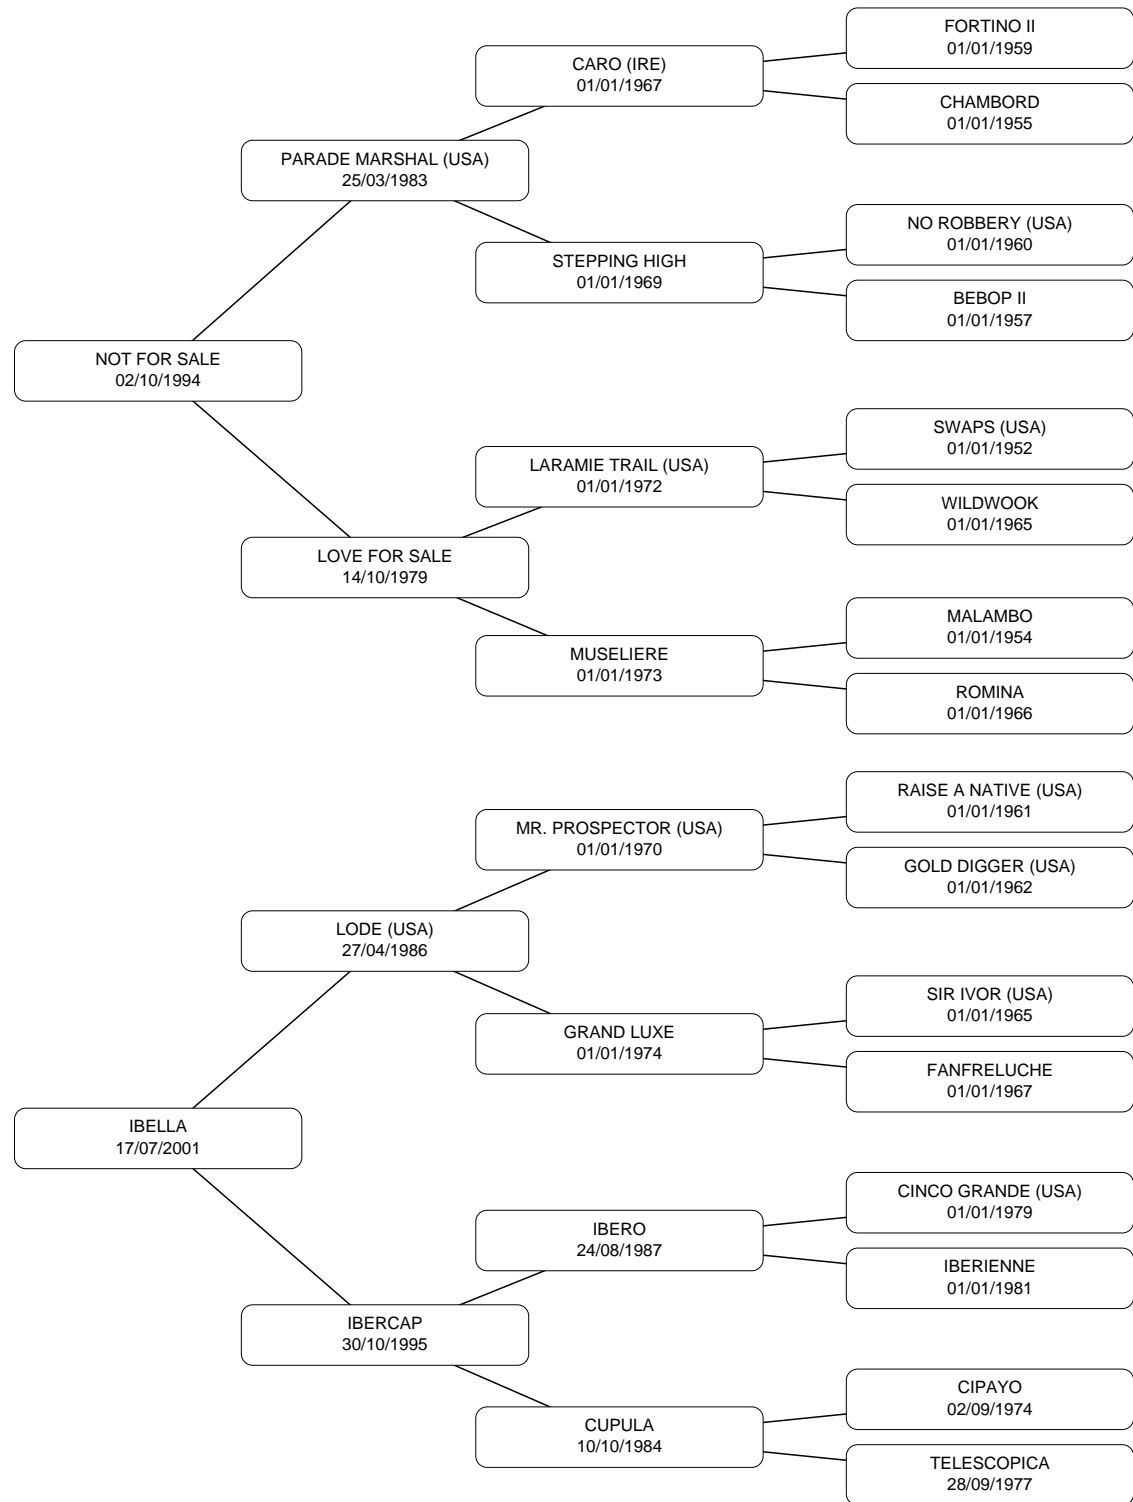 FORTINO II
01/01/1959
CARO (IRE)
01/01/1967
CHAMBORD
01/01/1955
PARADE MARSHAL (USA)
25/03/1983
NO ROBBERY (USA)
01/01/1960
STEPPING HIGH
01/01/1969
BEBOP II
01/01/1957
NOT FOR SALE
02/10/1994
SWAPS (USA)
01/01/1952
LARAMIE TRAIL (USA)
01/01/1972
WILDWOOK
01/01/1965
LOVE FOR SALE
14/10/1979
MALAMBO
01/01/1954
MUSELIERE
01/01/1973
ROMINA
01/01/1966
RAISE A NATIVE (USA)
01/01/1961
MR. PROSPECTOR (USA)
01/01/1970
GOLD DIGGER (USA)
01/01/1962
LODE (USA)
27/04/1986
SIR IVOR (USA)
01/01/1965
GRAND LUXE
01/01/1974
FANFRELUCHE
01/01/1967
IBELLA
17/07/2001
CINCO GRANDE (USA)
01/01/1979
IBERO
24/08/1987
IBERIENNE
01/01/1981
IBERCAP
30/10/1995
CIPAYO
02/09/1974
CUPULA
10/10/1984
TELESCOPICA
28/09/1977